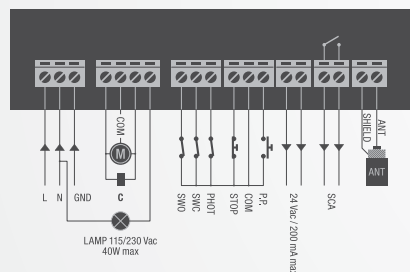 COM
M
L
N
GND
C
LAMP 115/230 Vac
40W max
SWO
SWC
PHOT
STOP
COM
P.P.
24 Vac / 200 mA max
SCA
SHIELD
ANT
ANT